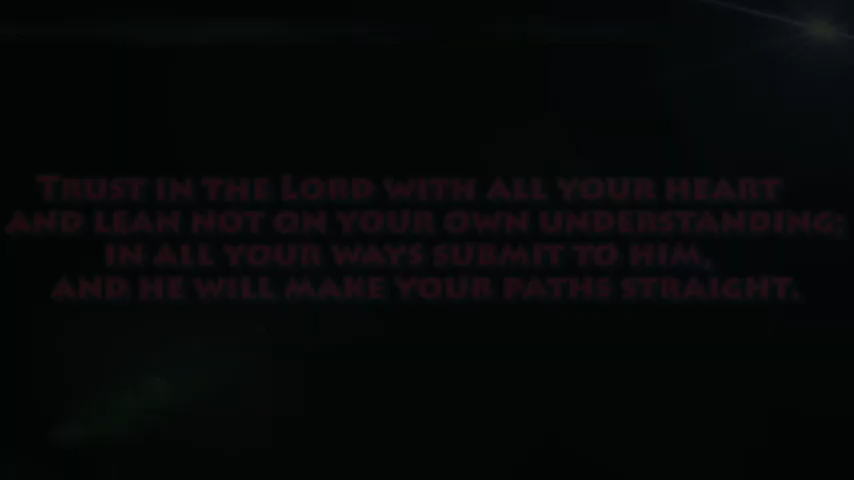 Trust in the Lord with all your heart
and lean not on your own understanding;
in all your ways submit to him,
and he will make your paths straight.